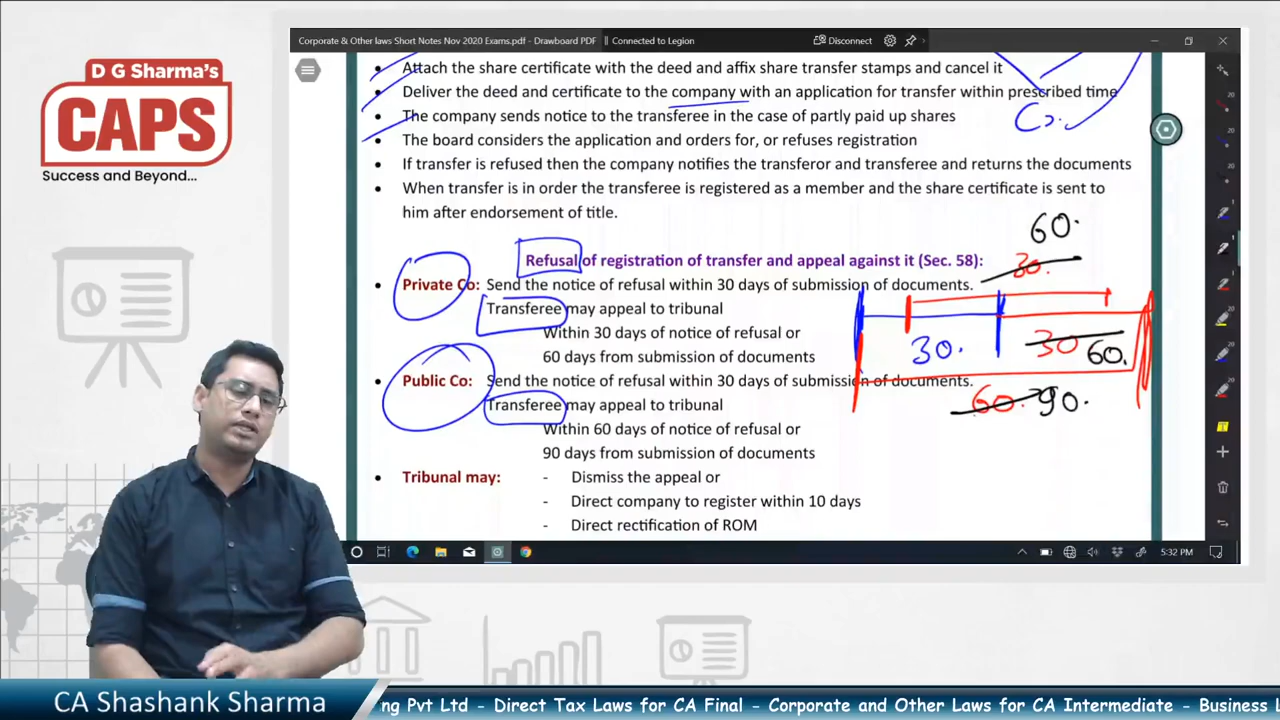 D G Sharma's
CAPS
Success and Beyond...
Corporate & Other laws Short Notes Nov 2020 Exams.pdf - Drawboard PDF
Connected to Legion
Disconnect
• Attach the share certificate with the deed and affix share transfer stamps and cancel it
• Deliver the deed and certificate to the company with an application for transfer within prescribed time
• The company sends notice to the transferee in the case of partly paid up shares
Co.
• The board considers the application and orders for, or refuses registration
• If transfer is refused then the company notifies the transferor and transferee and returns the documents
• When transfer is in order the transferee is registered as a member and the share certificate is sent to
him after endorsement of title.
60.
Refusal of registration of transfer and appeal against it (Sec. 58):
30.
• Private Co: Send the notice of refusal within 30 days of submission of documents.
Transferee may appeal to tribunal
Within 30 days of notice of refusal or
30.
30
60.
60 days from submission of documents
• Public Co: Send the notice of refusal within 30 days of submission of documents.
Transferee may appeal to tribunal
60.
90.
Within 60 days of notice of refusal or
90 days from submission of documents
• Tribunal may: - Dismiss the appeal or
- Direct company to register within 10 days
- Direct rectification of ROM
5:32 PM
CA Shashank Sharma
ng Pvt Ltd - Direct Tax Laws for CA Final - Corporate and Other Laws for CA Intermediate - Business L